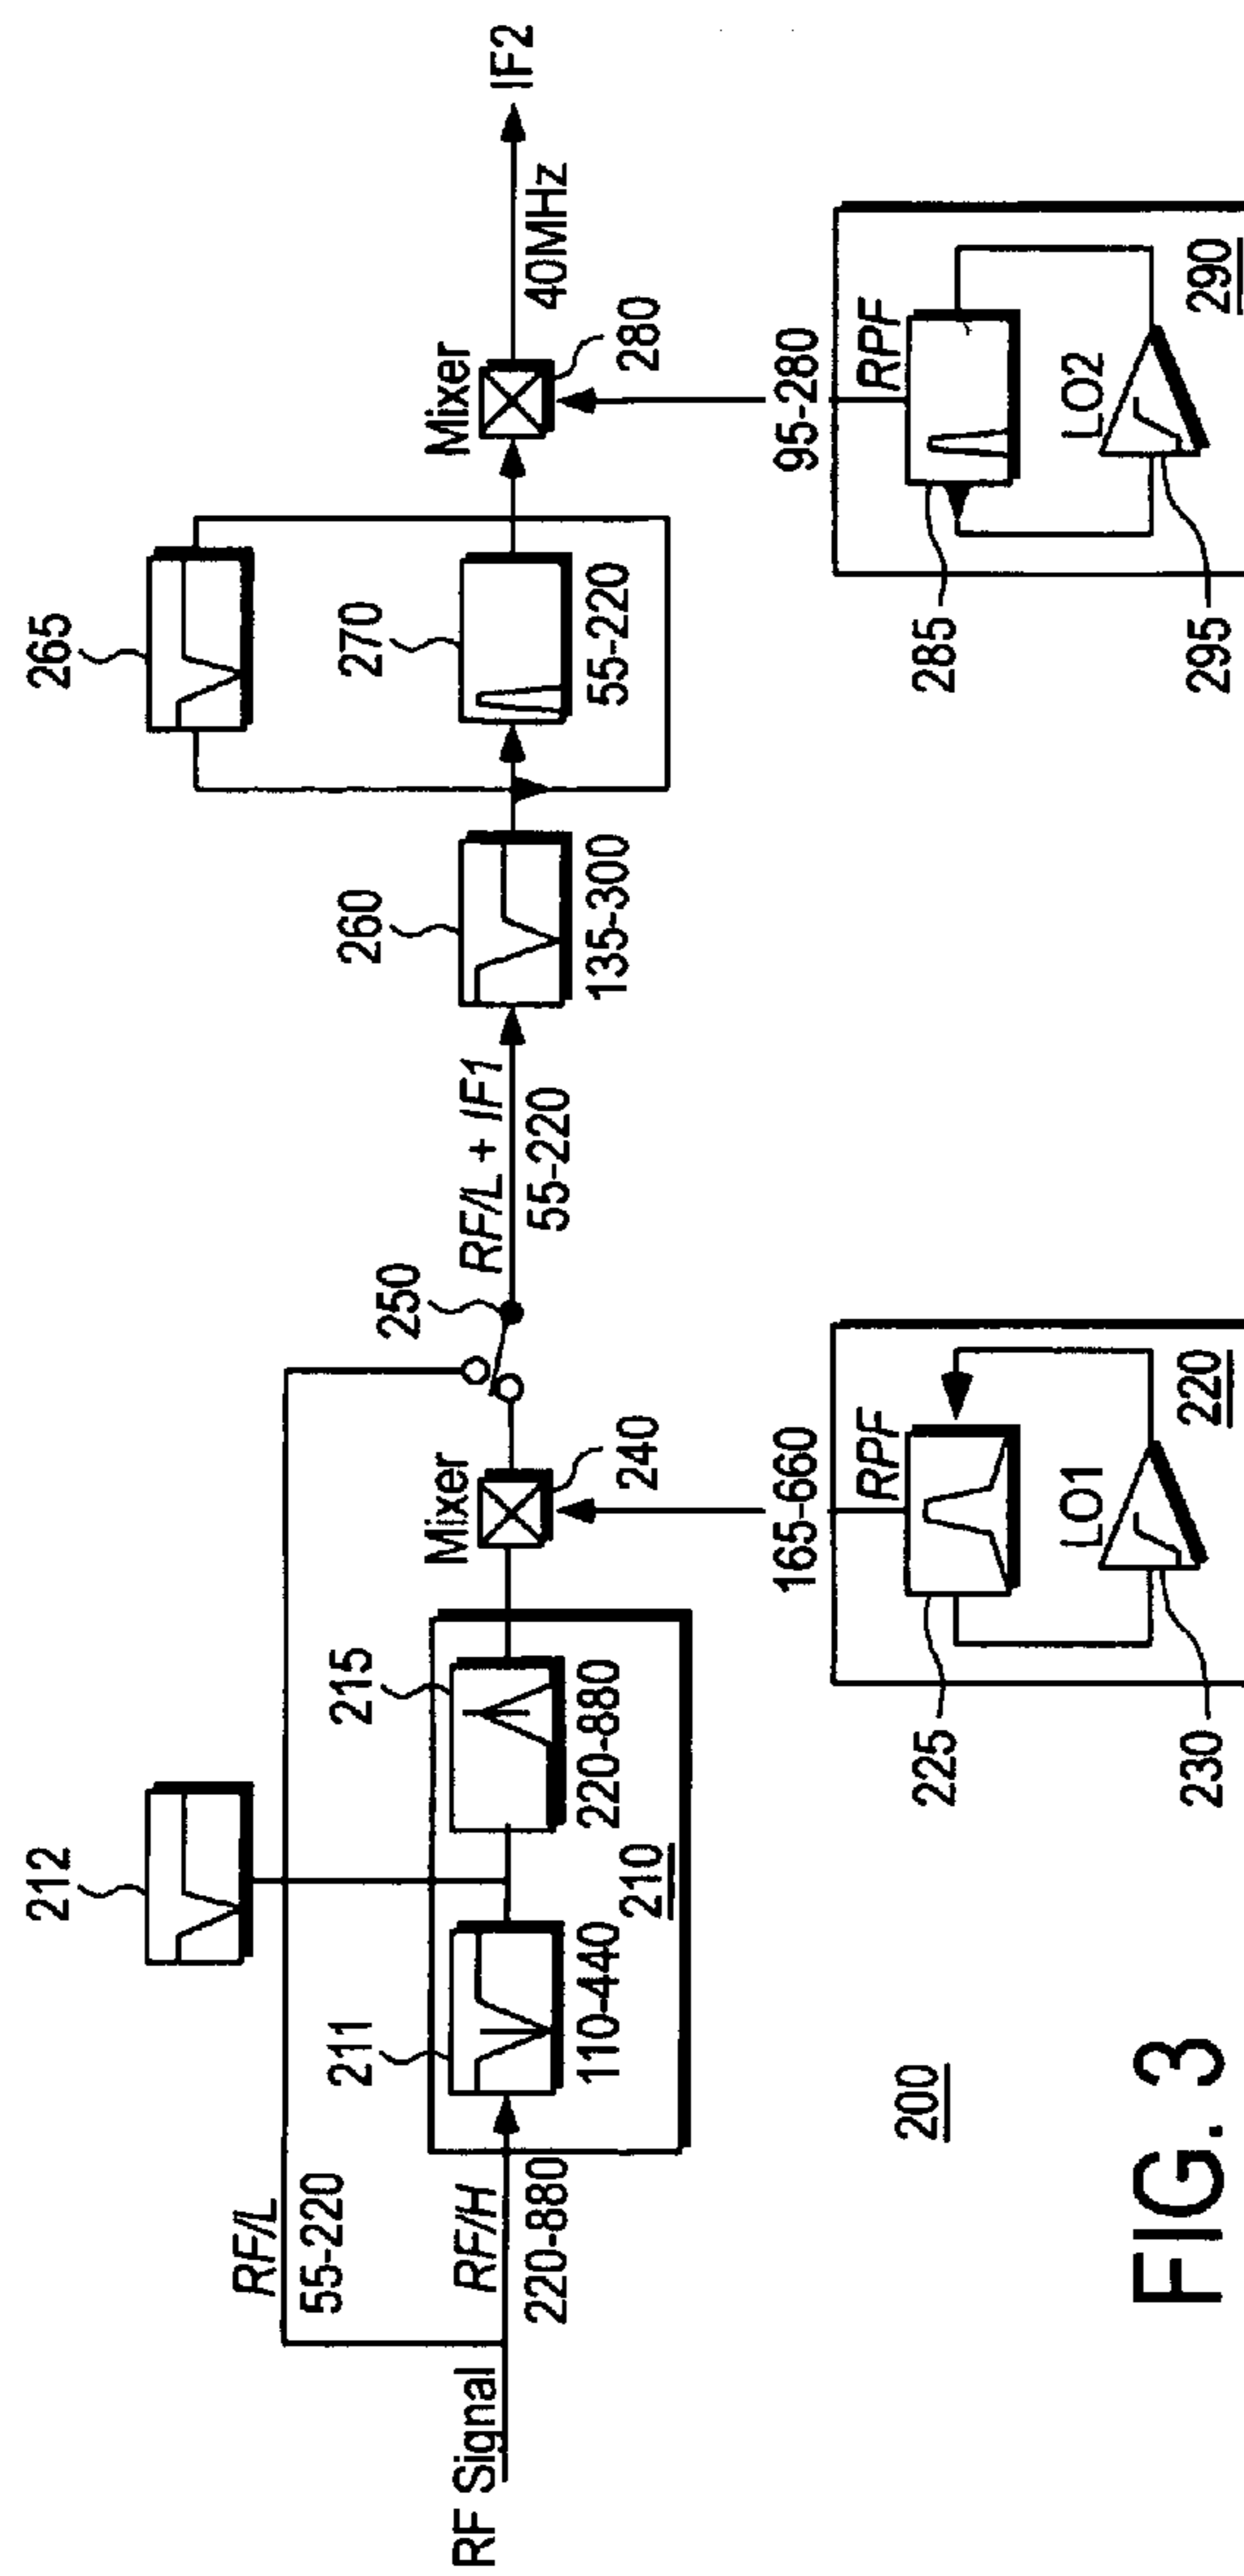 RF Signal
RF/L
55-220
RF/H
220-880
212
211
110-440
215
220-880
210
Mixer
240
250
RF/L + IF1
55-220
260
135-300
265
270
55-220
Mixer
280
40MHz
IF2
165-660
RPF
225
LO1
230
220
95-280
RPF
285
LO2
295
290
200
FIG. 3